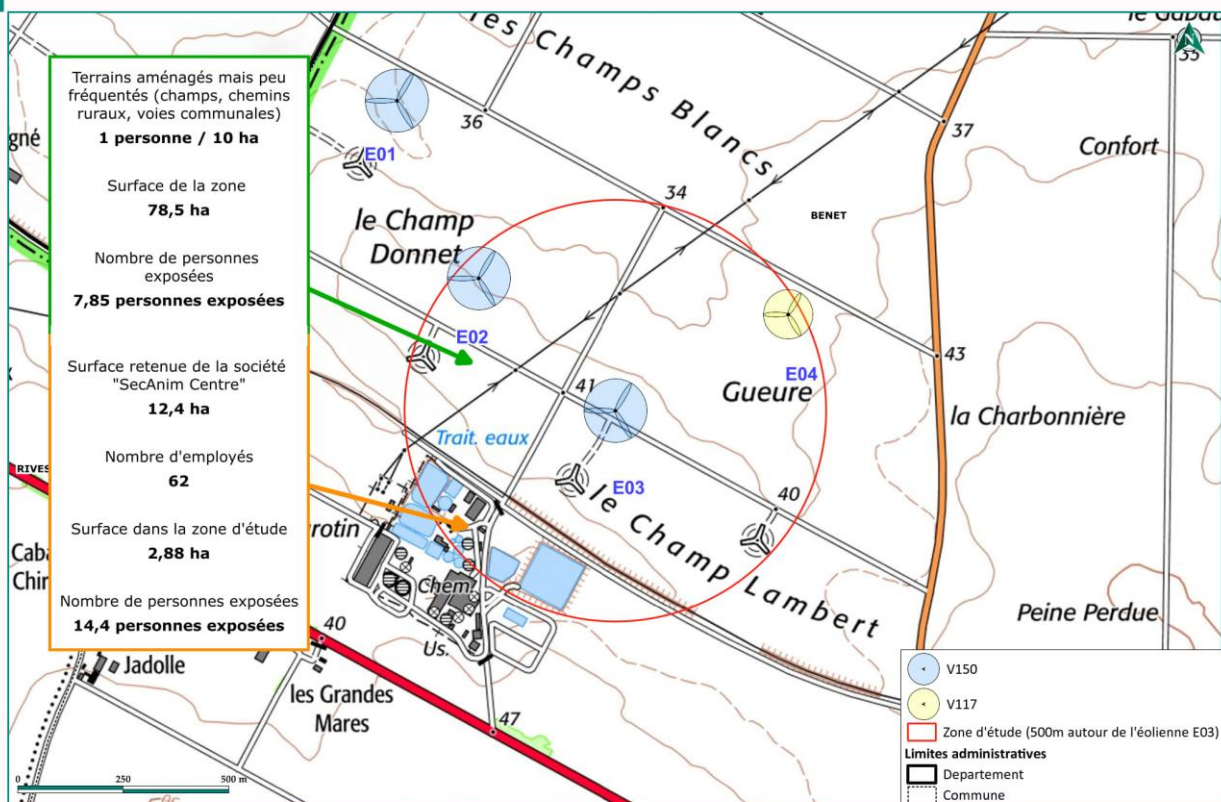 Terrains aménagés mais peu
fréquentés (champs, chemins
ruraux, voies communales)
1 personne / 10 ha
Surface de la zone
78,5 ha
Nombre de personnes
exposées
7,85 personnes exposées
Surface retenue de la société
"SecAnim Centre"
12,4 ha
Nombre d'employés
62
Surface dans la zone d'étude
2,88 ha
Nombre de personnes exposées
14,4 personnes exposées
les Champs Blancs
N
35
36
37
Confort
gné
E01
34
BENET
le Champ
Donnet
E02
E04
43
41
Gueure
la Charbonnière
Trait. eaux
RIVES
E03
40
le Champ Lambert
rotin
Chem.
Us.
Peine Perdue
40
Jadolle
les Grandes
Mares
47
0 250 500 m
V150
V117
Zone d'étude (500m autour de l'éolienne E03)
Limites administratives
Departement
Commune